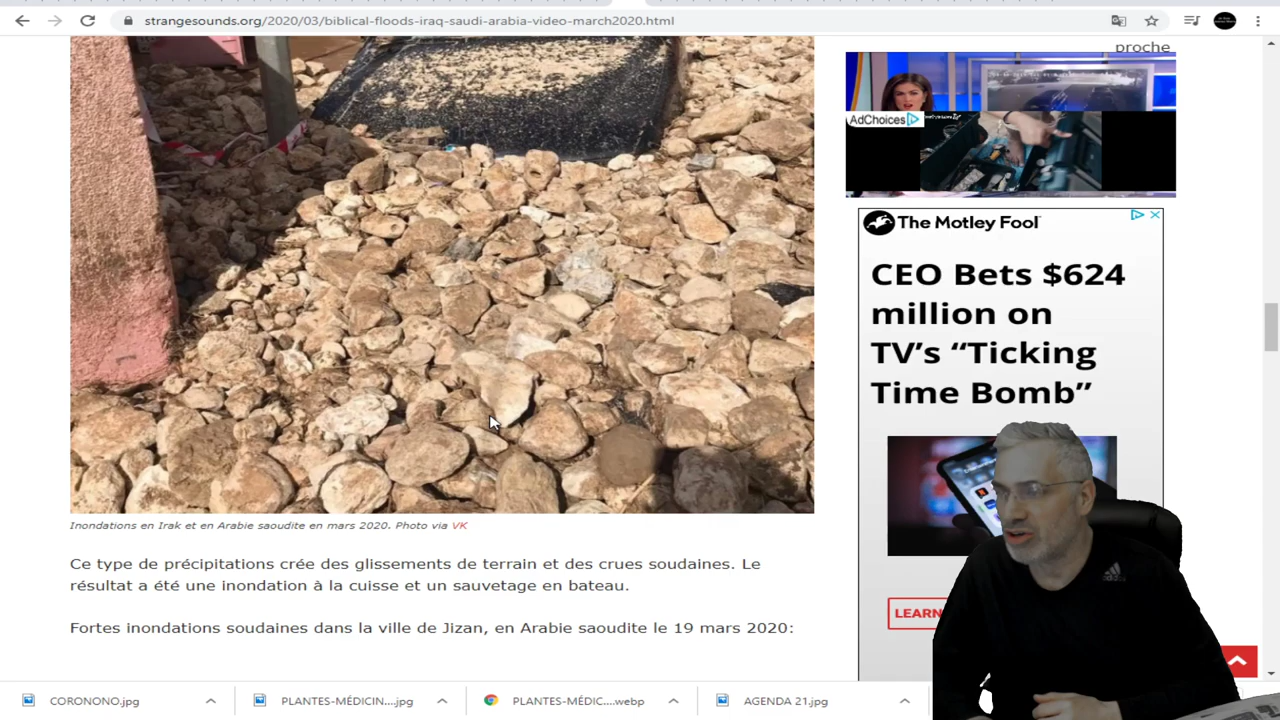 strangesounds.org/2020/03/biblical-floods-iraq-saudi-arabia-video-march2020.html
proche
AdChoices
The Motley Fool
CEO Bets $624
million on
TV's “Ticking
Time Bomb”
LEARN
Inondations en Irak et en Arabie saoudite en mars 2020. Photo via VK
Ce type de précipitations crée des glissements de terrain et des crues soudaines. Le
résultat a été une inondation à la cuisse et un sauvetage en bateau.
Fortes inondations soudaines dans la ville de Jizan, en Arabie saoudite le 19 mars 2020:
CORONONO.jpg
PLANTES-MÉDICIN....jpg
PLANTES-MÉDIC....webp
AGENDA 21.jpg